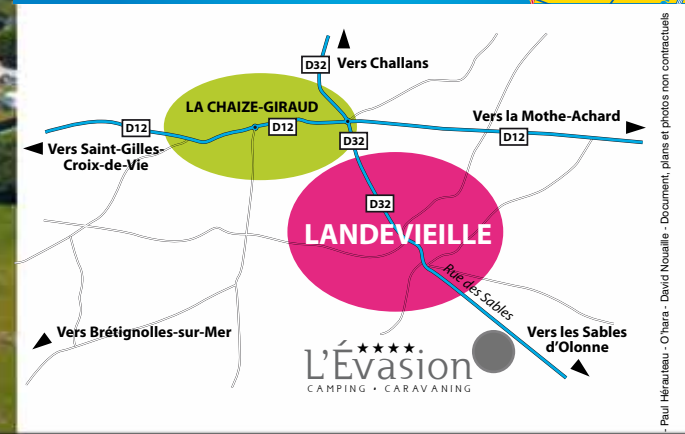 D32
Vers Challans
LA CHAIZE-GIRAUD
Vers la Mothe-Achard
D12
D12
D12
D32
Vers Saint-Gilles-
Croix-de-Vie
D32
LANDEVIEILLE
Rue des Sables
Vers Brétignolles-sur-Mer
Vers les Sables
d'Olonne
L'Évasion
CAMPING • CARAVANING
- Paul Hérauteau - O'hara - David Nouaille - Document, plans et photos non contractuels